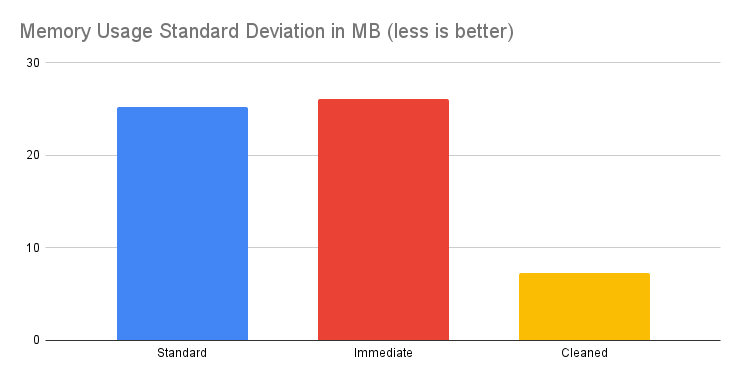 Memory Usage Standard Deviation in MB (less is better)
30
20
10
0
Standard Immediate Cleaned